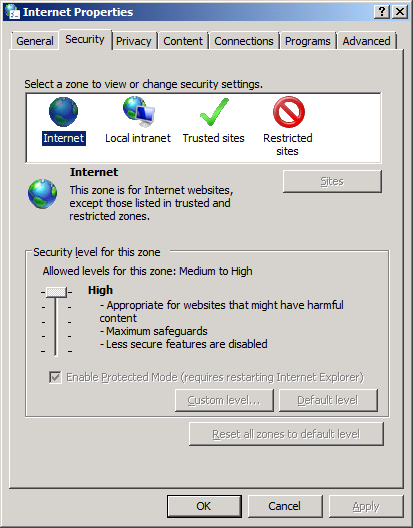 Internet Properties
General Security Privacy Content Connections Programs Advanced
Select a zone to view or change security settings.
Internet Local intranet Trusted sites Restricted
sites
Internet
This zone is for Internet websites,
except those listed in trusted and
restricted zones.
Sites
Security level for this zone
Allowed levels for this zone: Medium to High
High
- Appropriate for websites that might have harmful
content
- Maximum safeguards
- Less secure features are disabled
Enable Protected Mode (requires restarting Internet Explorer)
Custom level... Default level
Reset all zones to default level
OK Cancel Apply